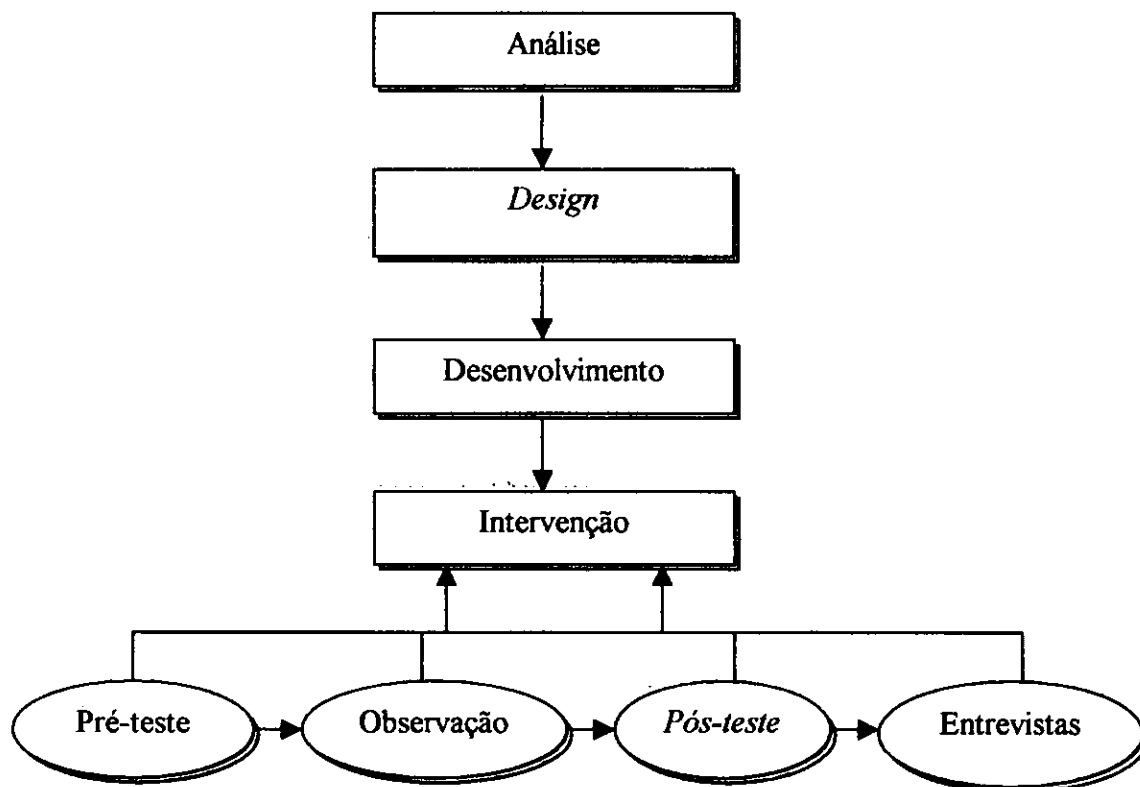 Análise
Design
Desenvolvimento
Intervenção
Pré-teste
Observação
Pós-teste
Entrevistas